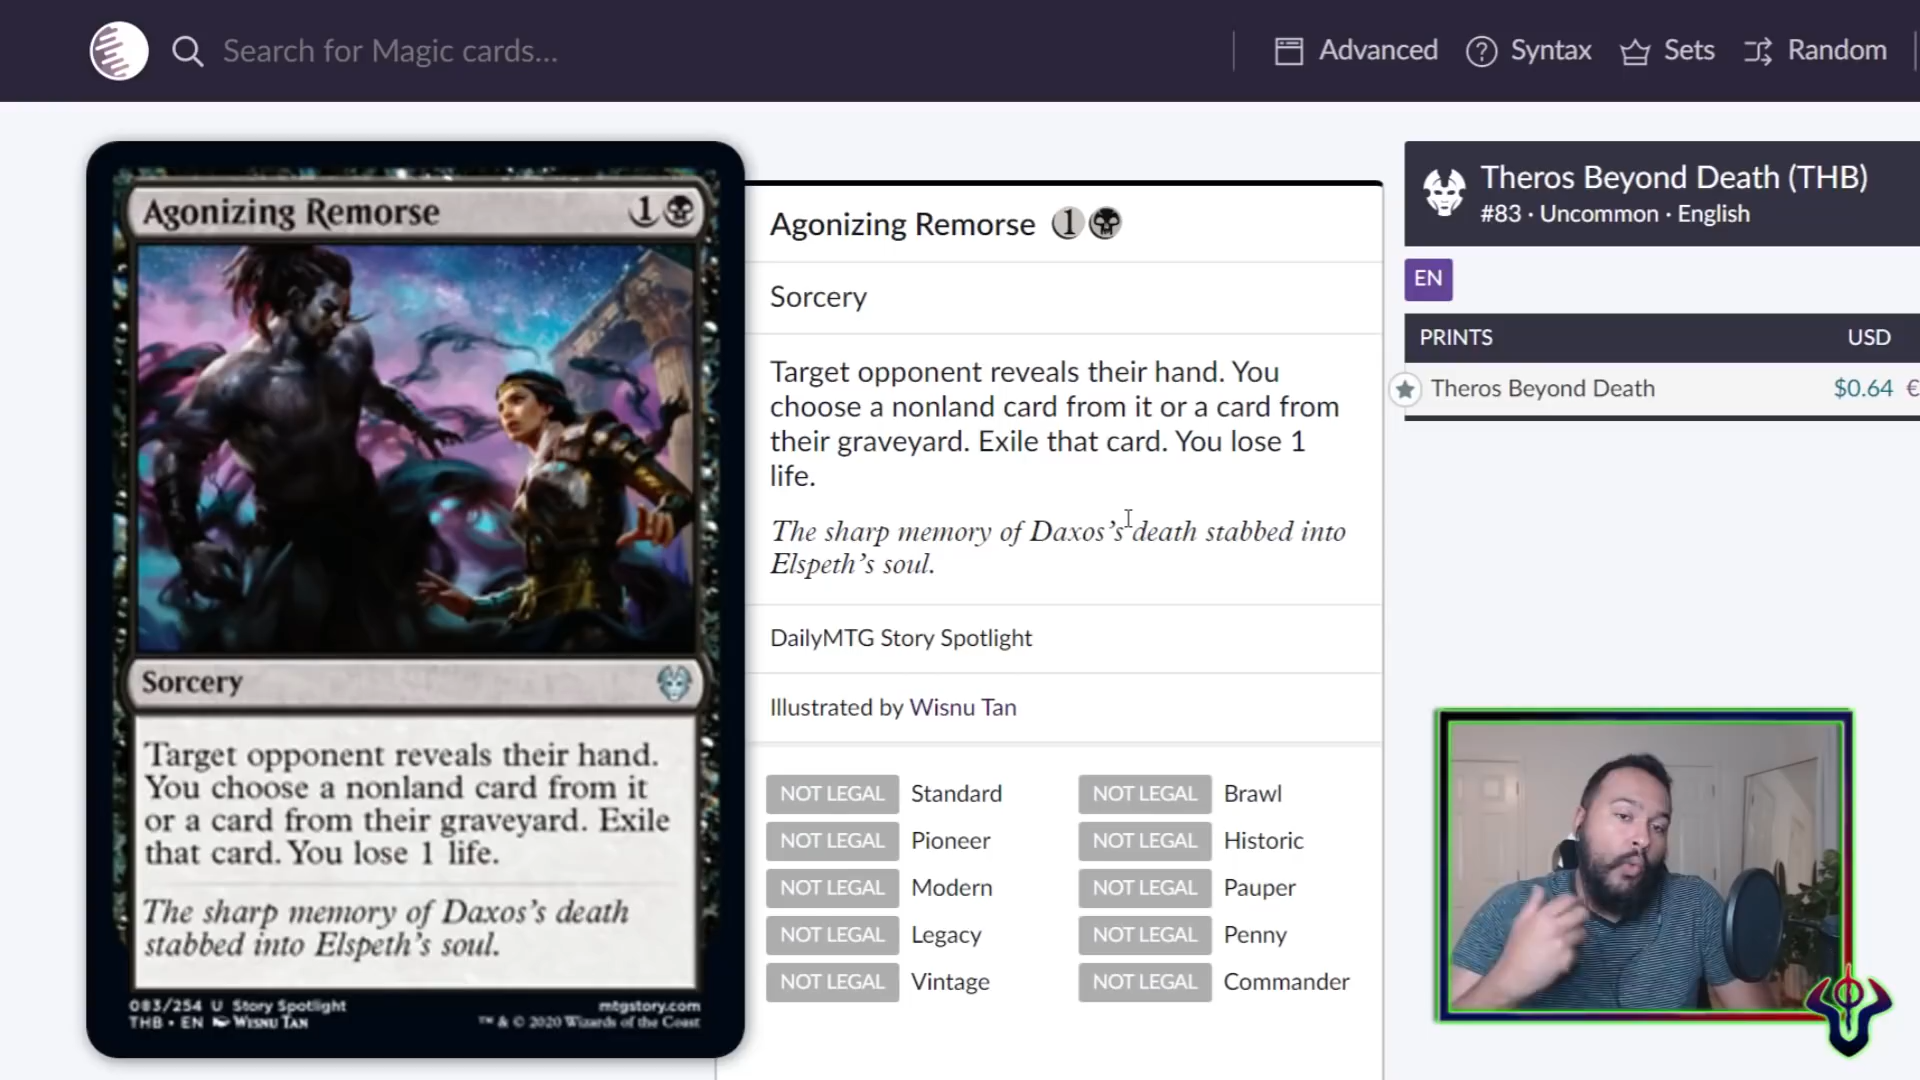 Search for Magic cards...
Advanced
Syntax
Sets
Random
Agonizing Remorse 1
Sorcery
Target opponent reveals their hand.
You choose a nonland card from it
or a card from their graveyard. Exile
that card. You lose 1 life.
The sharp memory of Daxos's death
stabbed into Elspeth's soul.
083/254 U Story Spotlight
THB • EN Wisnu Tan
mtgstory.com
™ & © 2020 Wizards of the Coast
Agonizing Remorse 1
Sorcery
Target opponent reveals their hand. You
choose a nonland card from it or a card from
their graveyard. Exile that card. You lose 1
life.
The sharp memory of Daxos's death stabbed into
Elspeth's soul.
DailyMTG Story Spotlight
Illustrated by Wisnu Tan
NOT LEGAL Standard NOT LEGAL Brawl
NOT LEGAL Pioneer NOT LEGAL Historic
NOT LEGAL Modern NOT LEGAL Pauper
NOT LEGAL Legacy NOT LEGAL Penny
NOT LEGAL Vintage NOT LEGAL Commander
Theros Beyond Death (THB)
#83 · Uncommon · English
EN
PRINTS USD
Theros Beyond Death $0.64 €